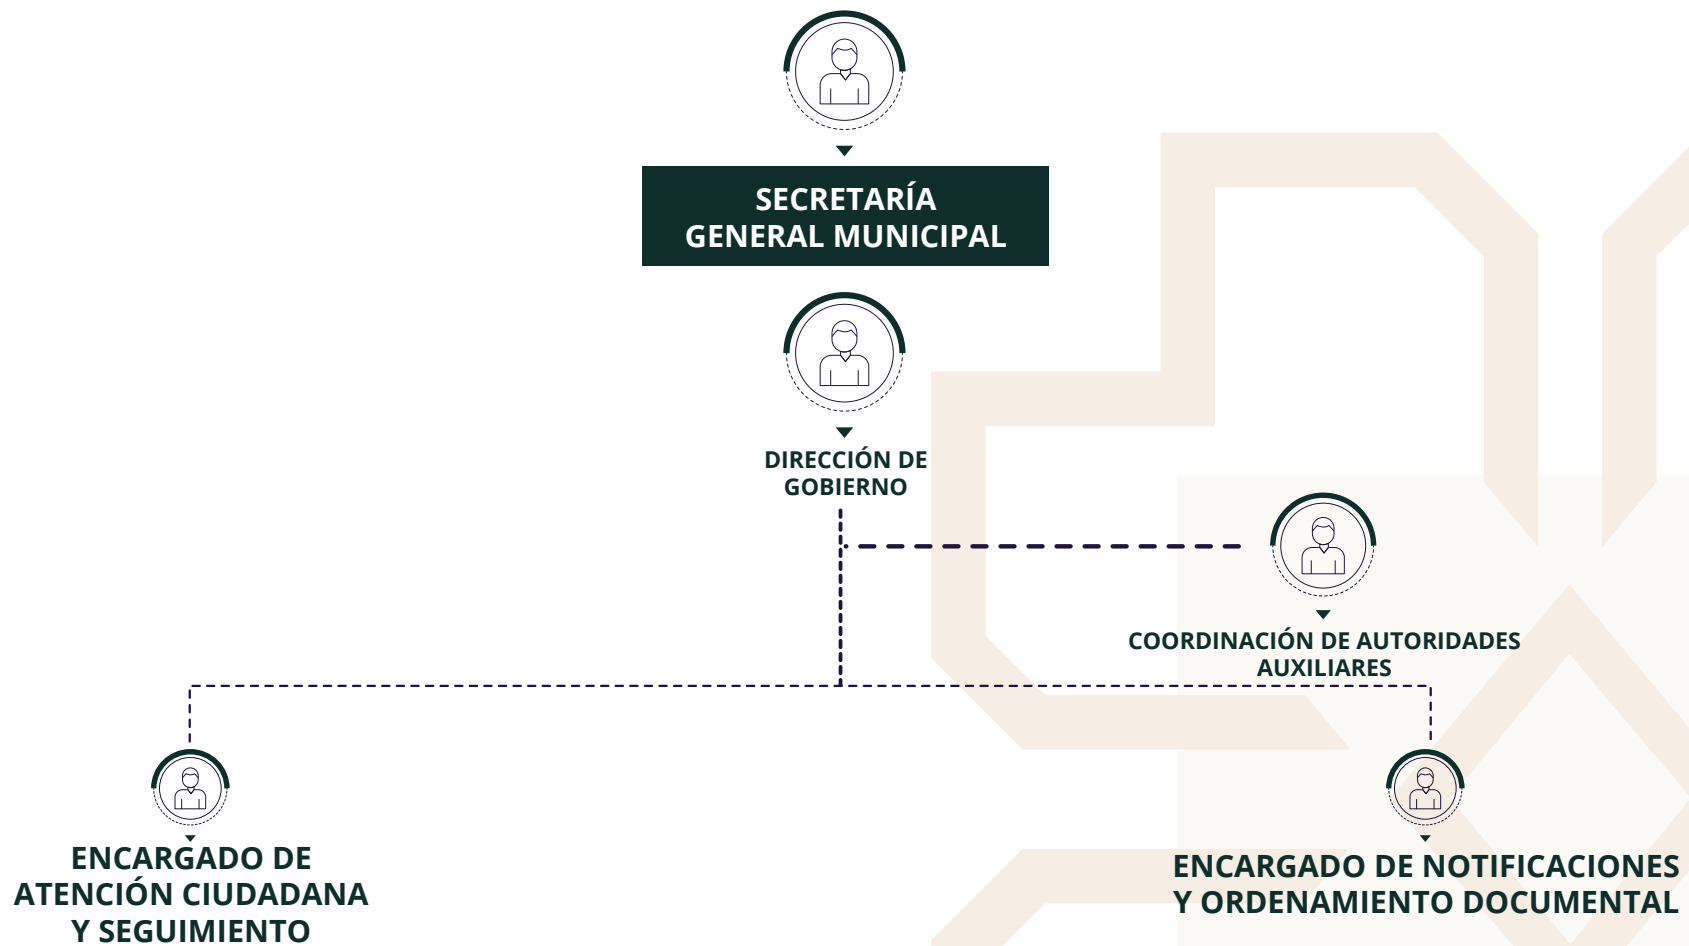 SECRETARÍA
GENERAL MUNICIPAL
DIRECCIÓN DE
GOBIERNO
COORDINACIÓN DE AUTORIDADES
AUXILIARES
ENCARGADO DE
ATENCIÓN CIUDADANA
Y SEGUIMIENTO
ENCARGADO DE NOTIFICACIONES
Y ORDENAMIENTO DOCUMENTAL